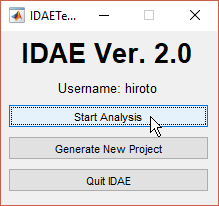 IDAETe...
IDAE Ver. 2.0
Username: hiroto
Start Analysis
Generate New Project
Quit IDAE